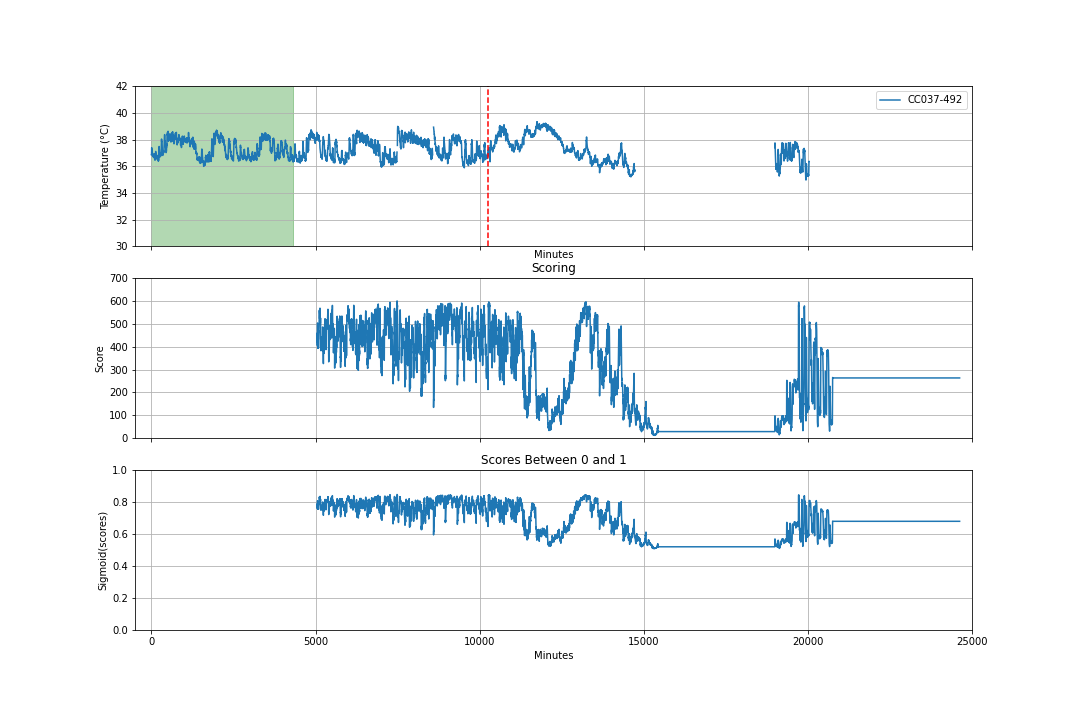 42
40
38
36
34
32
30
Temperature (°C)
CC037-492
Minutes
Scoring
700
600
500
400
300
200
100
0
Score
Scores Between 0 and 1
1.0
0.8
0.6
0.4
0.2
0.0
Sigmoid(scores)
0 5000 10000 15000 20000 25000
Minutes